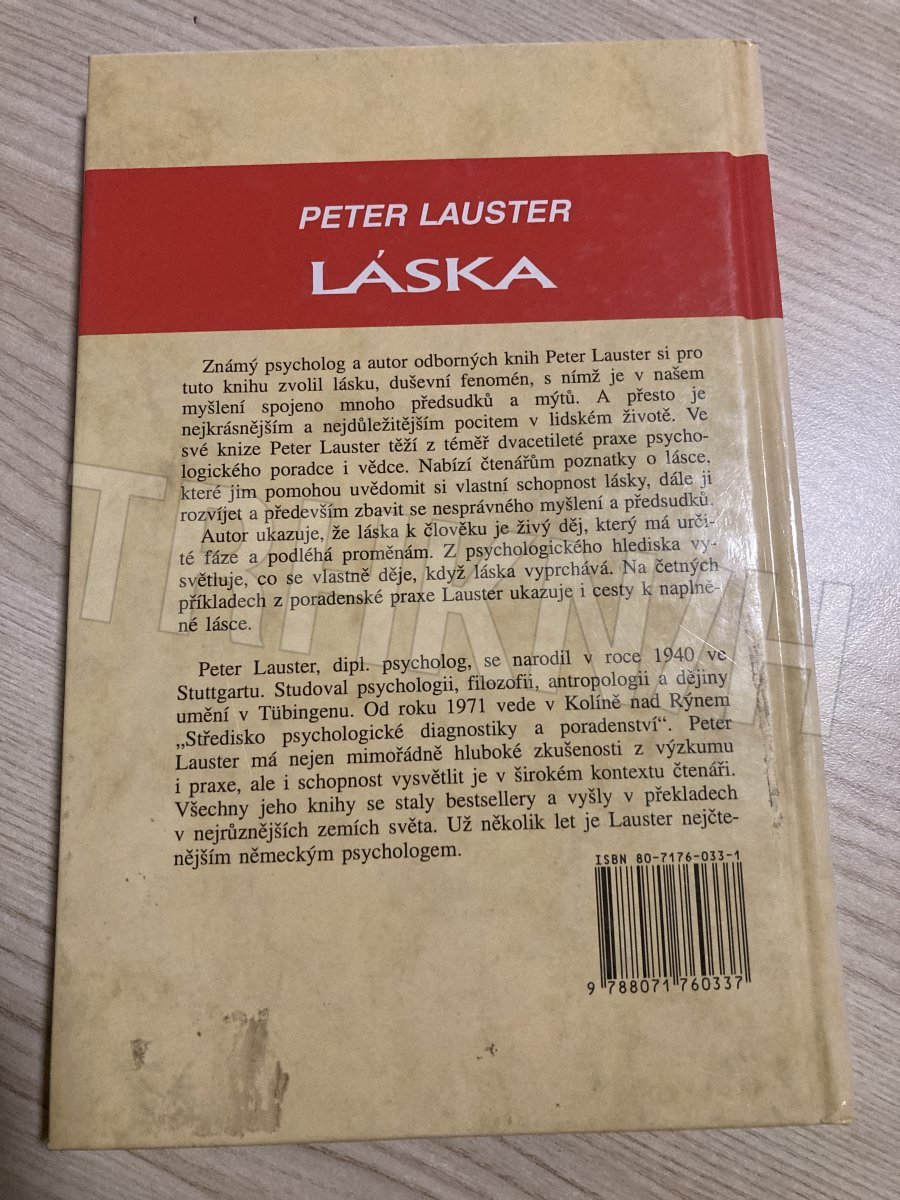 PETER LAUSTER
LÁSKA
Známý psycholog a autor odborných knih Peter Lauster si pro
tuto knihu zvolil lásku, duševní fenomén, s nímž je v našem
myšlení spojeno mnoho předsudků a mýtů. A přesto je
nejkrásnějším a nejdůležitějším pocitem v lidském životě. Ve
své knize Peter Lauster těží z téměř dvacetileté praxe psycho-
logického poradce i vědce. Nabízí čtenářům poznatky o lásce,
které jim pomohou uvědomit si vlastní schopnost lásky, dále ji
rozvíjet a především zbavit se nesprávného myšlení a předsudků.
Autor ukazuje, že láska k člověku je živý děj, který má urči-
té fáze a podléhá proměnám. Z psychologického hlediska vy-
světluje, co se vlastně děje, když láska vyprchává. Na četných
příkladech z poradenské praxe Lauster ukazuje i cesty k naplně-
né lásce.
Peter Lauster, dipl. psycholog, se narodil v roce 1940 ve
Stuttgartu. Studoval psychologii, filozofii, antropologii a dějiny
umění v Tübingenu. Od roku 1971 vede v Kolíně nad Rýnem
„Středisko psychologické diagnostiky a poradenství". Peter
Lauster má nejen mimořádně hluboké zkušenosti z výzkumu
i praxe, ale i schopnost vysvětlit je v širokém kontextu čtenáři.
Všechny jeho knihy se staly bestsellery a vyšly v překladech
v nejrůznějších zemích světa. Už několik let je Lauster nejčte-
nějším německým psychologem.
ISBN 80-7176-033-1
9 788071 760337